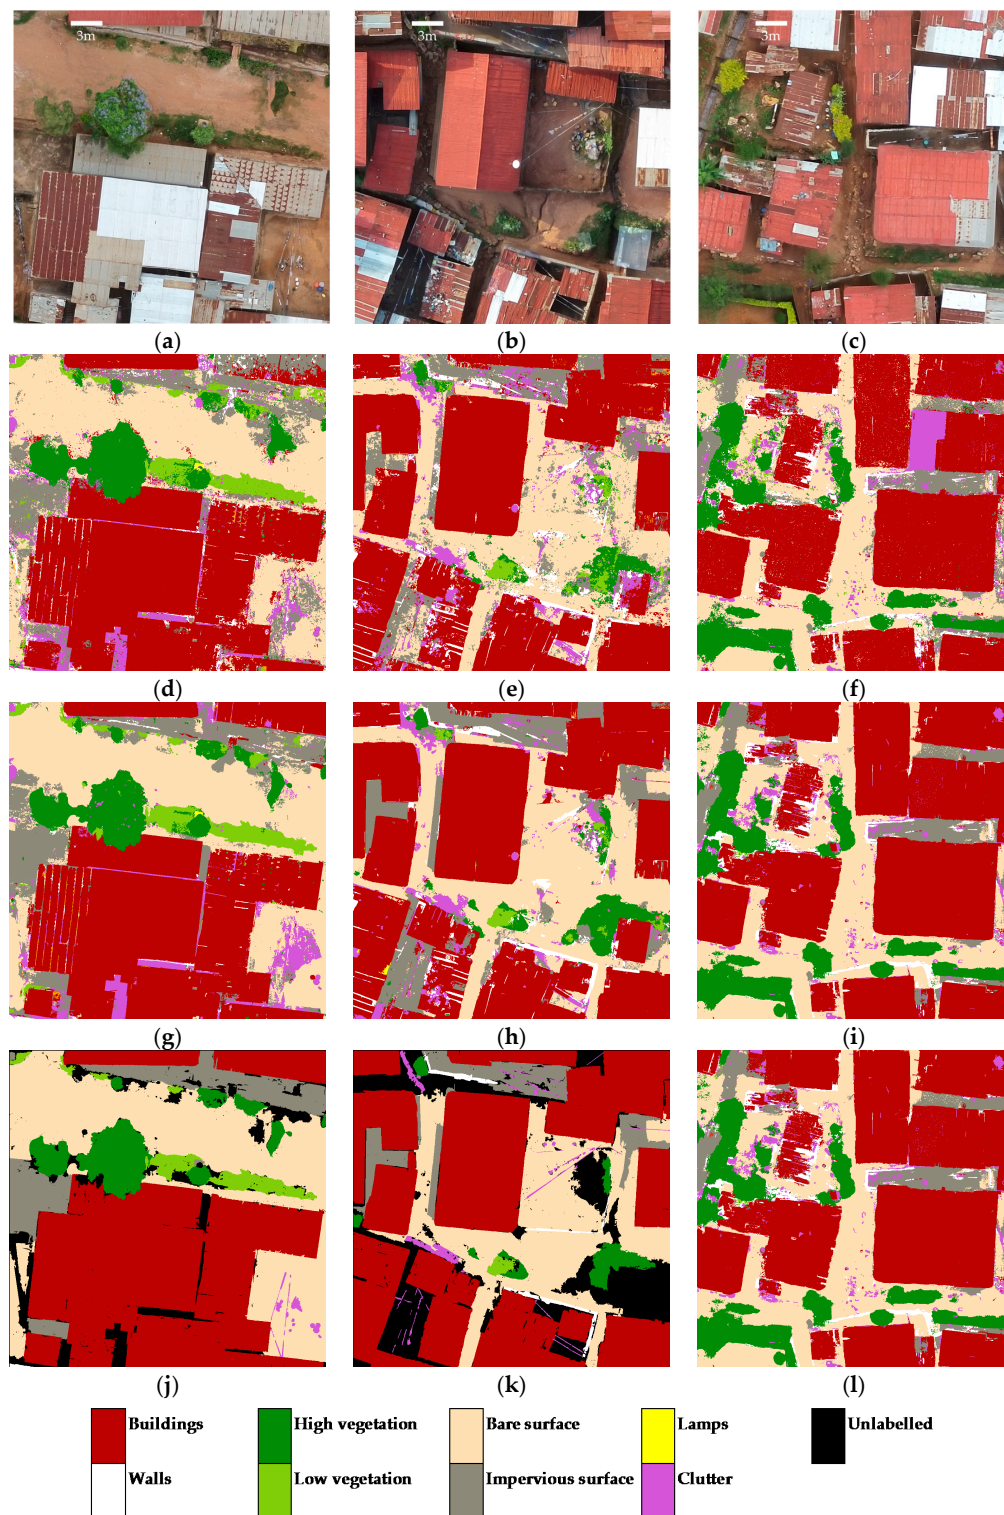 3m 3m 3m
(a) (b) (c)
(d) (e) (f)
(g) (h) (i)
(j) (k) (l)
Buildings High vegetation Bare surface Lamps Unlabelled
Walls Low vegetation Impervious surface Clutter